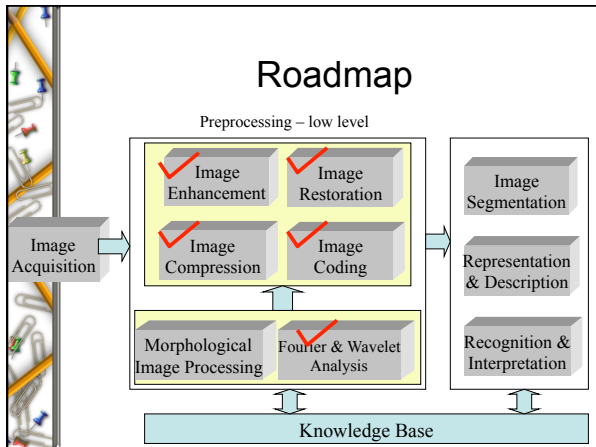 Roadmap
Preprocessing – low level
Image
Enhancement
Image
Restoration
Image
Compression
Image
Coding
Image
Acquisition
Morphological
Image Processing
Fourier & Wavelet
Analysis
Image
Segmentation
Representation
& Description
Recognition &
Interpretation
Knowledge Base